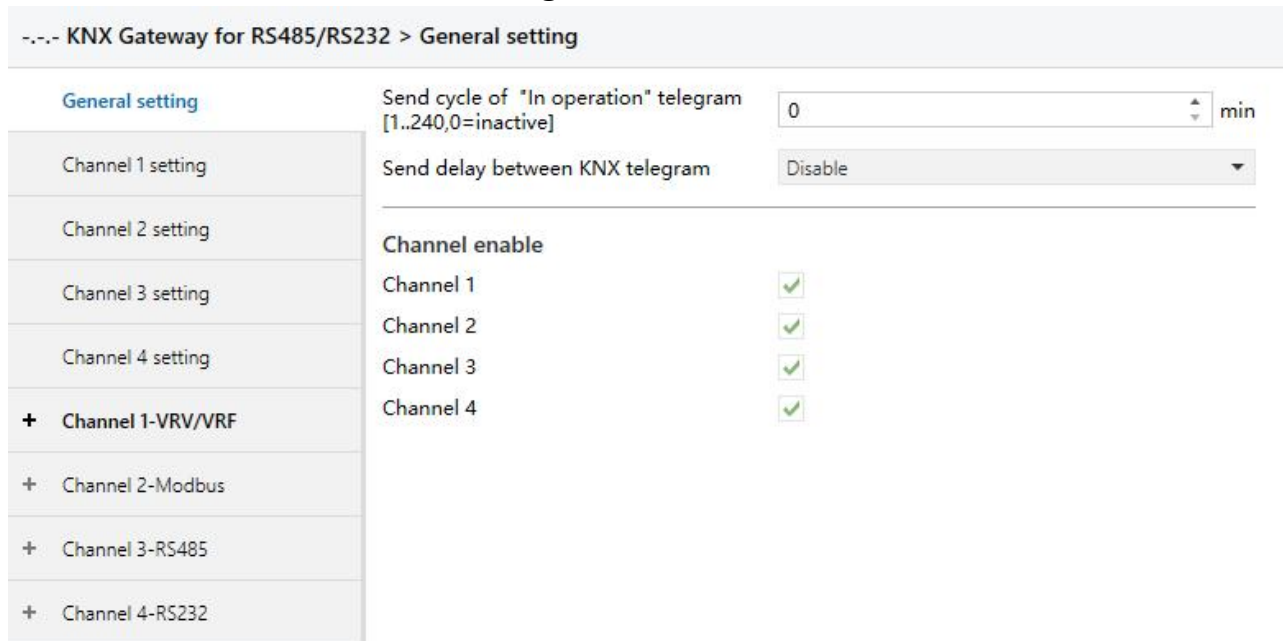 -.-.- KNX Gateway for RS485/RS232 > General setting
General setting
Channel 1 setting
Channel 2 setting
Channel 3 setting
Channel 4 setting
+ Channel 1-VRV/VRF
+ Channel 2-Modbus
+ Channel 3-RS485
+ Channel 4-RS232
Send cycle of "In operation" telegram
[1..240,0=inactive]
0 min
Send delay between KNX telegram Disable
Channel enable
Channel 1
Channel 2
Channel 3
Channel 4